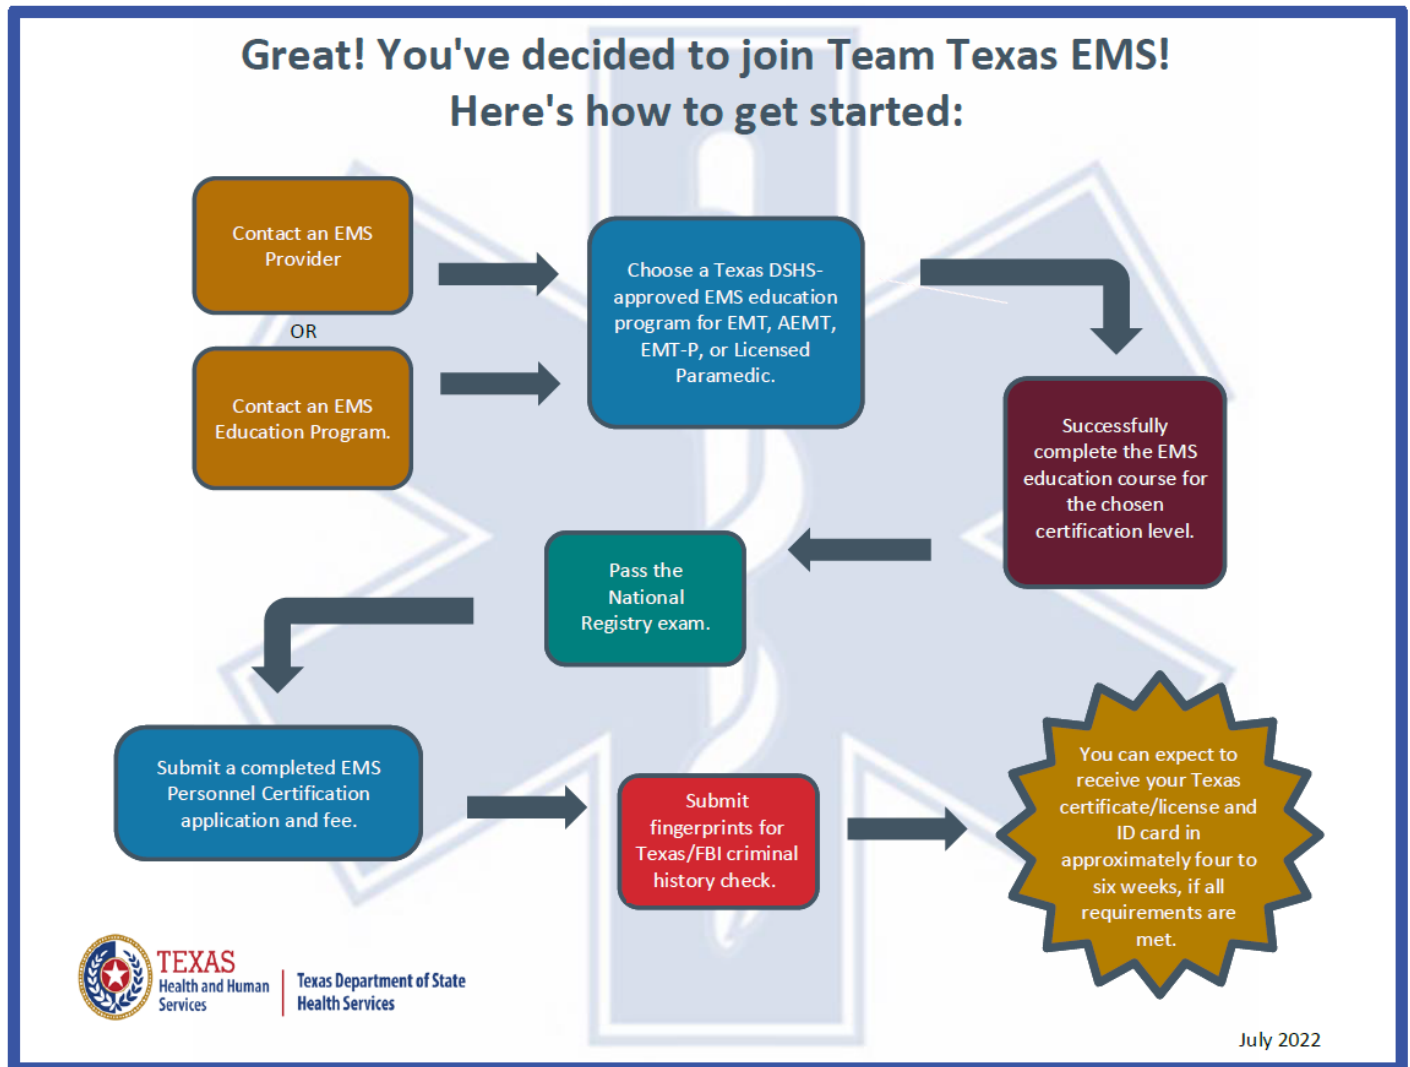 Great! You've decided to join Team Texas EMS!
Here's how to get started:
Contact an EMS
Provider
OR
Contact an EMS
Education Program.
Choose a Texas DSHS-
approved EMS education
program for EMT, AEMT,
EMT-P, or Licensed
Paramedic.
Successfully
complete the EMS
education course for
the chosen
certification level.
Pass the
National
Registry exam.
Submit a completed EMS
Personnel Certification
application and fee.
Submit
fingerprints for
Texas/FBI criminal
history check.
You can expect to
receive your Texas
certificate/license and
ID card in
approximately four to
six weeks, if all
requirements are
met.
TEXAS
Health and Human
Services
Texas Department of State
Health Services
July 2022